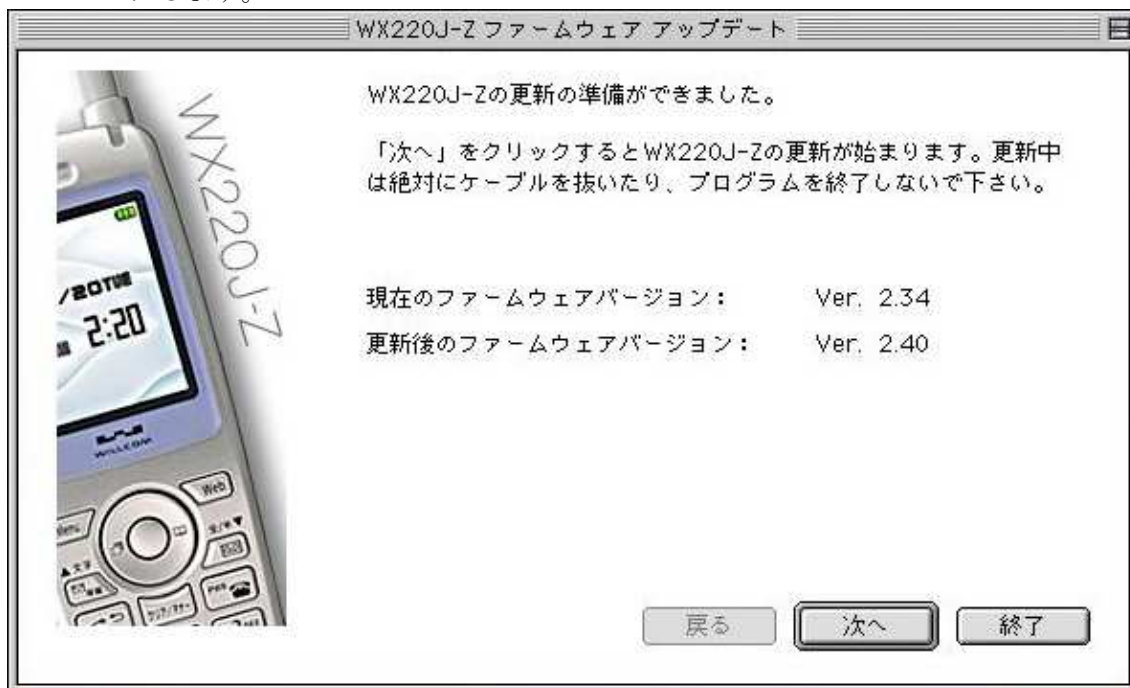 WX220J-Z ファームウェア アップデート
WX220J-Z
WX220J-Zの更新の準備ができました。
「次へ」をクリックするとWX220J-Zの更新が始まります。更新中
は絶対にケーブルを抜いたり、プログラムを終了しないで下さい。
現在のファームウェアバージョン： Ver. 2.34
更新後のファームウェアバージョン： Ver. 2.40
/20TUE
2:20
WILLCOM
Web
Menu
文字
戻る 次へ 終了